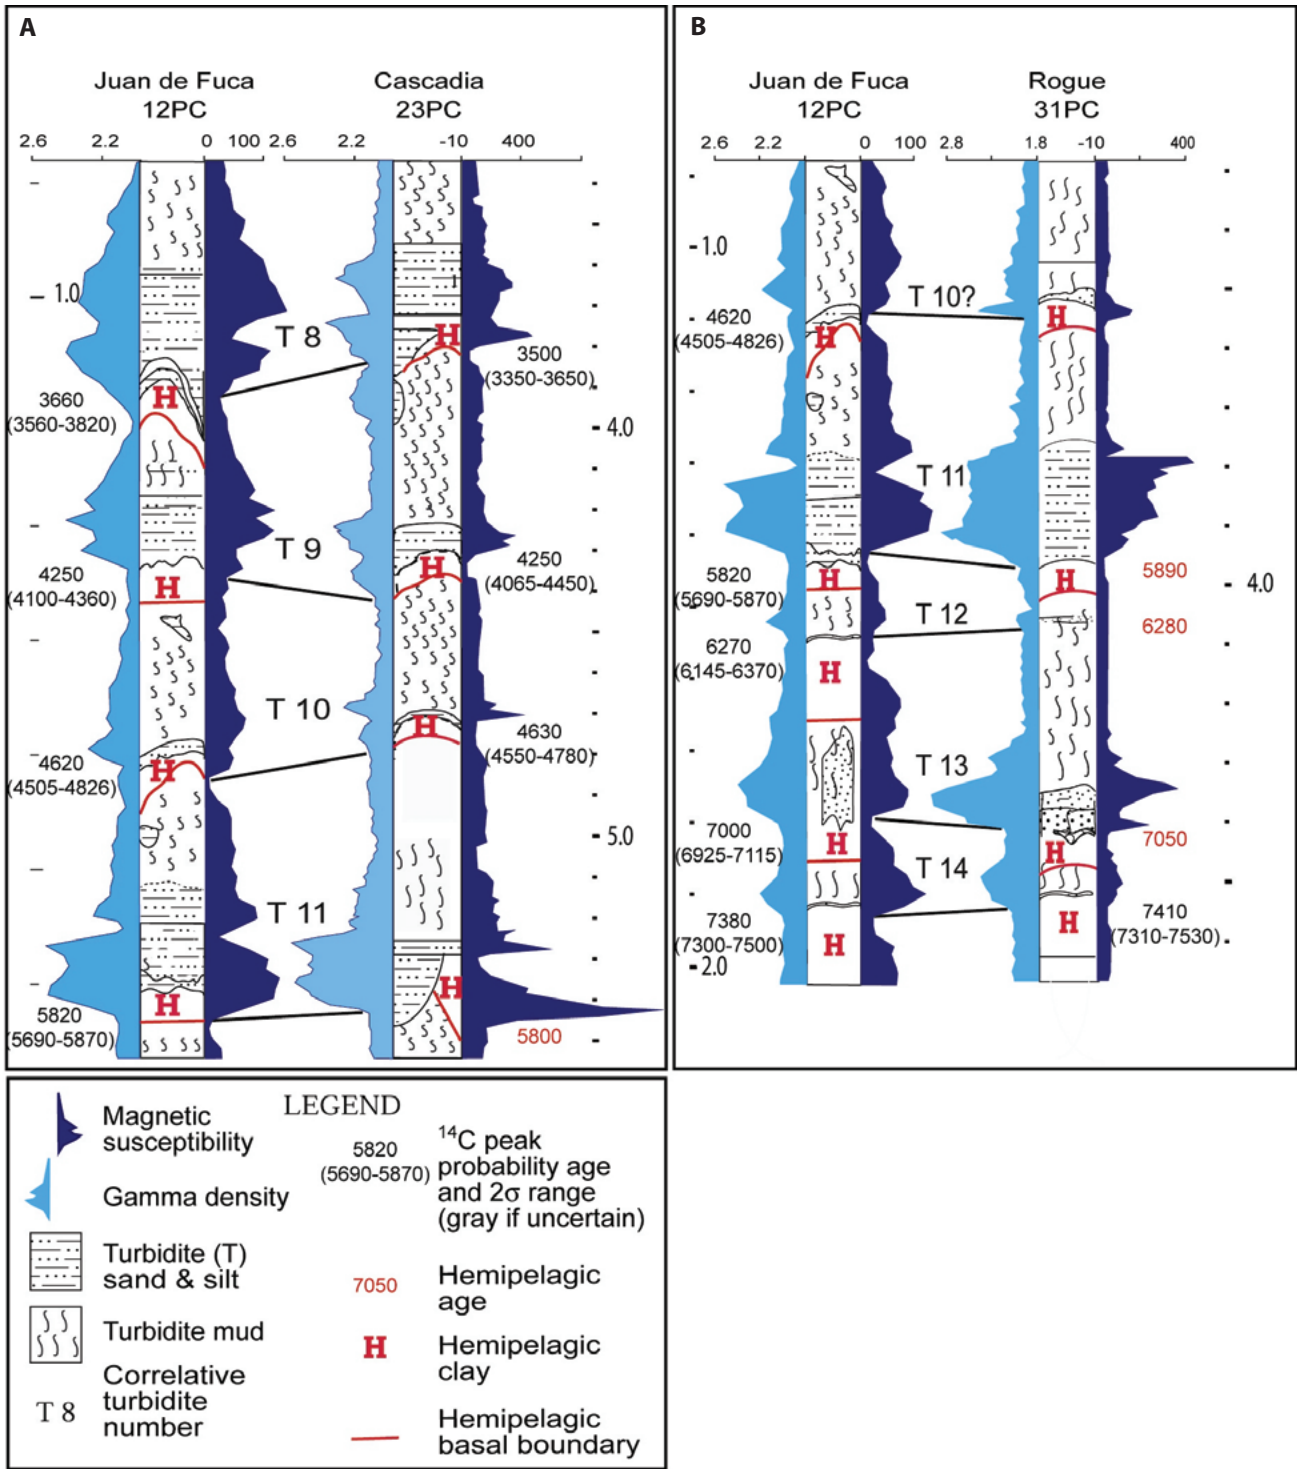 A
Juan de Fuca
12PC
Cascadia
23PC
2.6 2.2 0 100 2.6 2.2 -10 400
1.0
T 8
3500
(3350-3650)
3660
(3560-3820)
H
H
4.0
T 9
4250
(4100-4360)
H
H
4250
(4065-4450)
T 10
4620
(4505-4826)
H
H
4630
(4550-4780)
5.0
T 11
5820
(5690-5870)
H
H
5800
B
Juan de Fuca
12PC
Rogue
31PC
2.6 2.2 0 100 2.8 1.8 -10 400
1.0
T 10?
4620
(4505-4826)
H
H
T 11
5820
(5690-5870)
H
H
5890
4.0
T 12
6280
6270
(6145-6370)
H
T 13
7000
(6925-7115)
H
H
7050
T 14
7380
(7300-7500)
H
H
7410
(7310-7530)
2.0
LEGEND
Magnetic
susceptibility
Gamma density
Turbidite (T)
sand & silt
Turbidite mud
T 8
Correlative
turbidite
number
5820
(5690-5870)
14C peak
probability age
and 2σ range
(gray if uncertain)
7050
Hemipelagic
age
H
Hemipelagic
clay
Hemipelagic
basal boundary